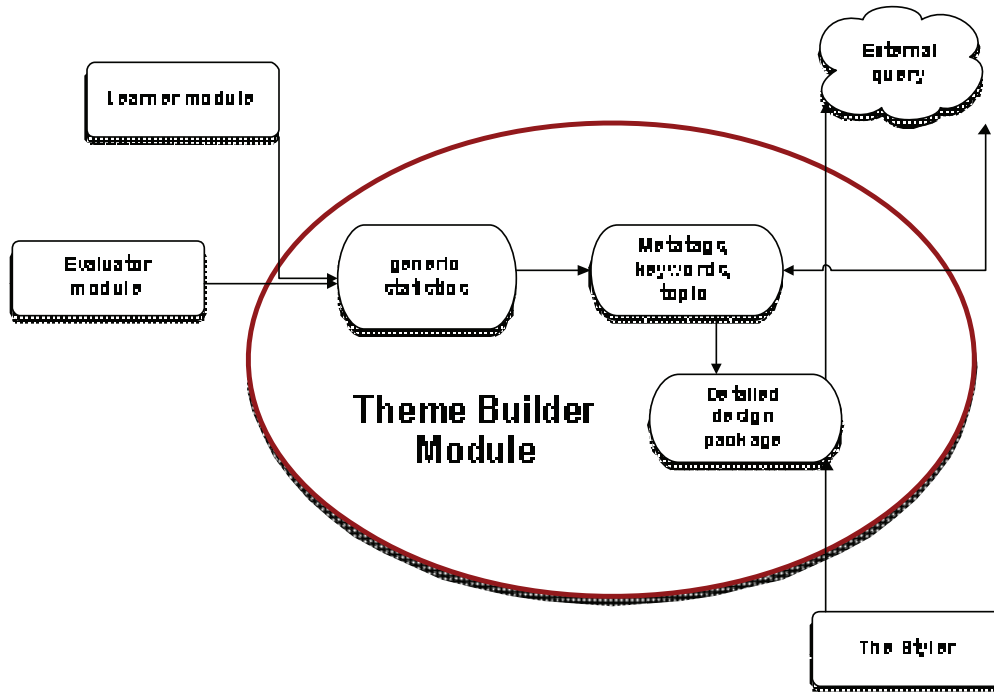 External
query
Learner module
Evaluator
module
generic
statistics
Metatags,
keywords,
topic
Detailed
design
package
Theme Builder
Module
The Styler